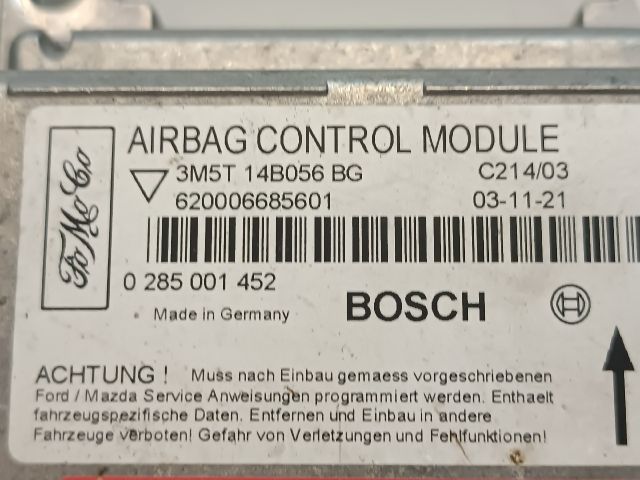 AIRBAG CONTROL MODULE
3M5T 14B056 BG C214/03
620006685601 03-11-21
FoMoCo
0 285 001 452
Made in Germany BOSCH
ACHTUNG! Muss nach Einbau gemaess vorgeschriebenen
Ford / Mazda Service Anweisungen programmiert werden. Enthaelt
fahrzeugspezifische Daten. Entfernen und Einbau in andere
Fahrzeuge verboten! Gefahr von Verletzungen und Fehlfunktionen!